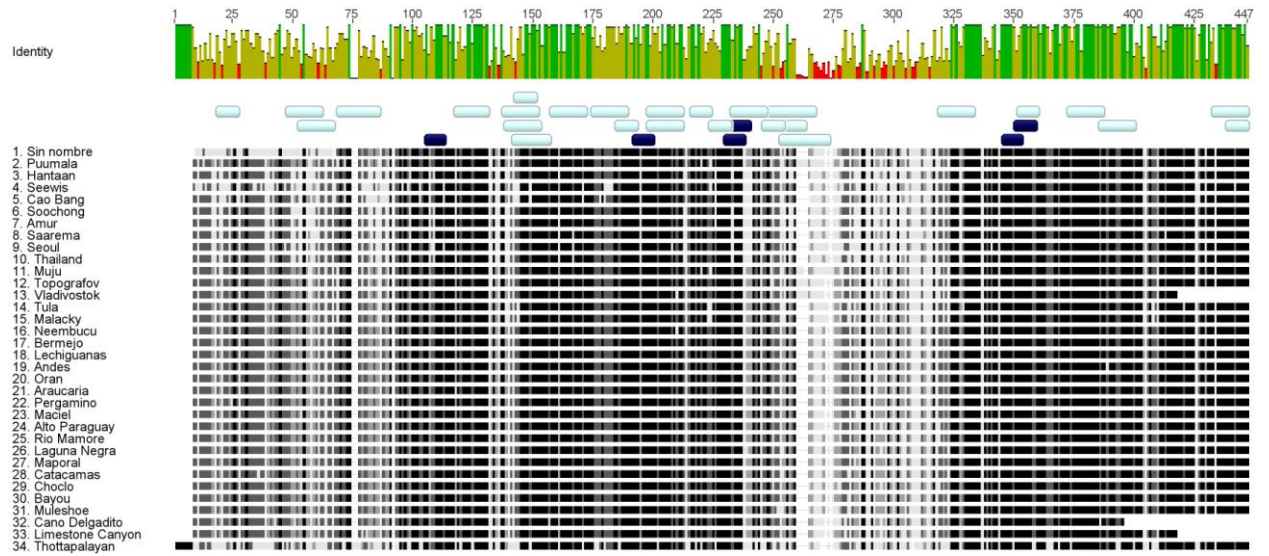 1 25 50 75 100 125 150 175 200 225 250 275 300 325 350 375 400 425 447
Identity
1. Sin nombre
2. Puumala
3. Hantaan
4. Seewis
5. Cao Bang
6. Soochong
7. Amur
8. Saarema
9. Seoul
10. Thailand
11. Muju
12. Topografov
13. Vladivostok
14. Tula
15. Malacky
16. Neembucu
17. Bermejo
18. Lechiguanas
19. Andes
20. Oran
21. Araucaria
22. Pergamino
23. Maciel
24. Alto Paraguay
25. Rio Mamore
26. Laguna Negra
27. Maporal
28. Catacamas
29. Choclo
30. Bayou
31. Muleshoe
32. Cano Delgadito
33. Limestone Canyon
34. Thottapalayan